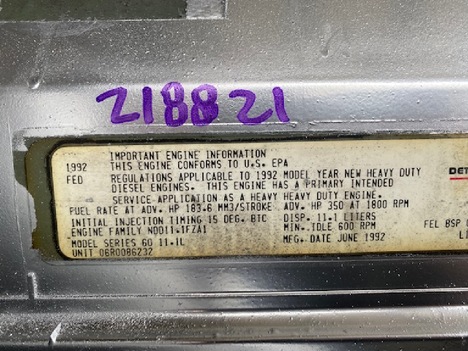 218821
IMPORTANT ENGINE INFORMATION
1992 THIS ENGINE CONFORMS TO U.S. EPA
FED REGULATIONS APPLICABLE TO 1992 MODEL YEAR NEW HEAVY DUTY
DIESEL ENGINES. THIS ENGINE HAS A PRIMARY INTENDED
SERVICE APPLICATION AS A HEAVY HEAVY DUTY ENGINE.
FUEL RATE AT ADV. HP 183.6 MM3/STROKE ADV. HP 350 AT 1800 RPM
INITIAL INJECTION TIMING 15 DEG. BTC DISP. 11.1 LITERS
ENGINE FAMILY NDD11.1FZA1 MIN. IDLE 600 RPM
MODEL SERIES 60 11.1L MFG. DATE JUNE 1992
UNIT 06R0086232
DET
FEL BSP
LI